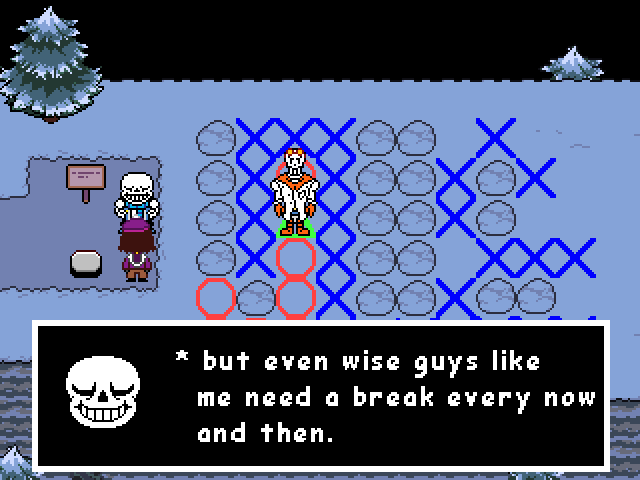 * but even wise guys like
me need a break every now
and then.